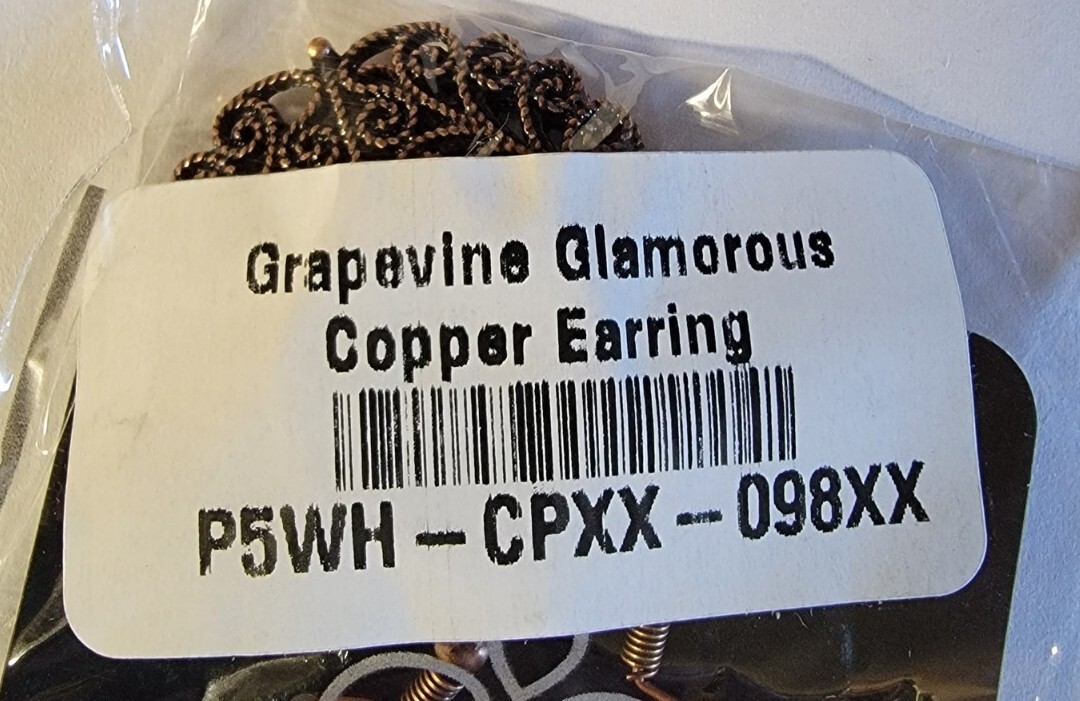 Grapevine Glamorous
Copper Earring
P5WH-CPXX-098XX